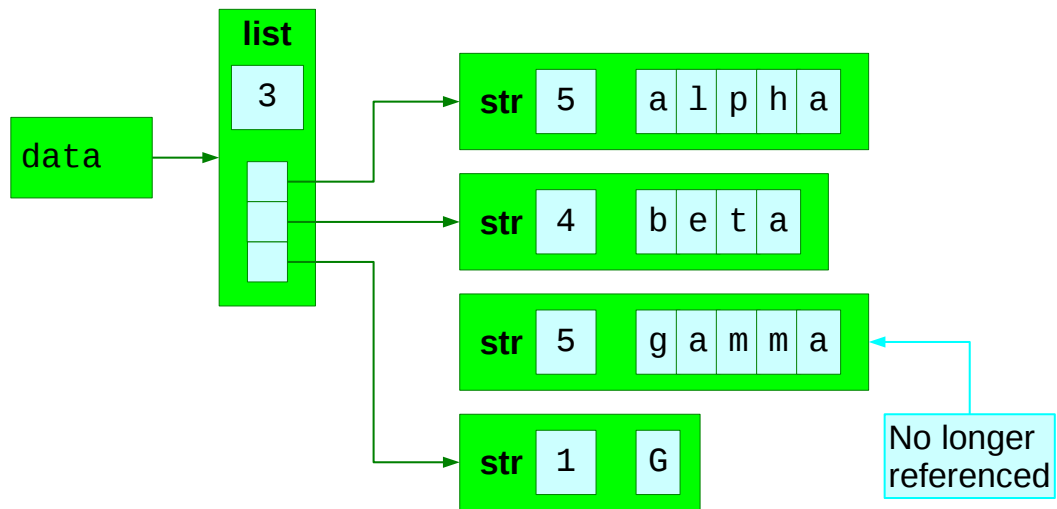 list
3
data
str 5 a l p h a
str 4 b e t a
str 5 g a m m a
str 1 G
No longer
referenced